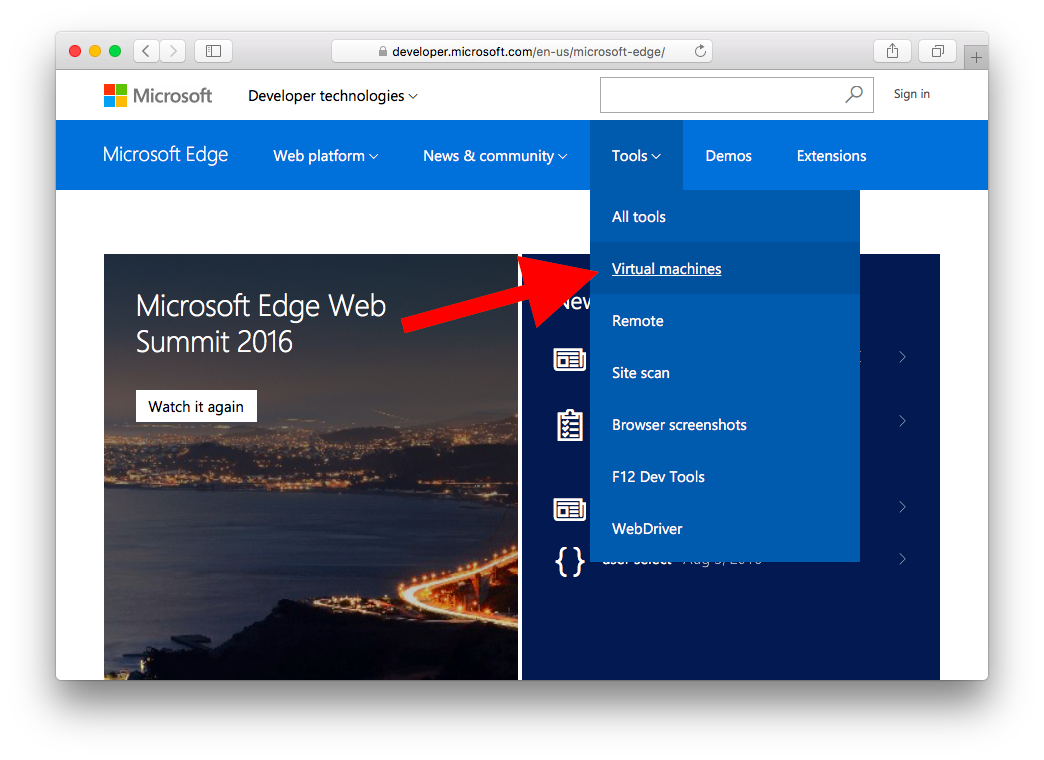 developer.microsoft.com/en-us/microsoft-edge/
Microsoft
Developer technologies
Sign in
Microsoft Edge
Web platform
News & community
Tools
Demos
Extensions
All tools
Virtual machines
Remote
Site scan
Browser screenshots
F12 Dev Tools
WebDriver
Microsoft Edge Web
Summit 2016
Watch it again